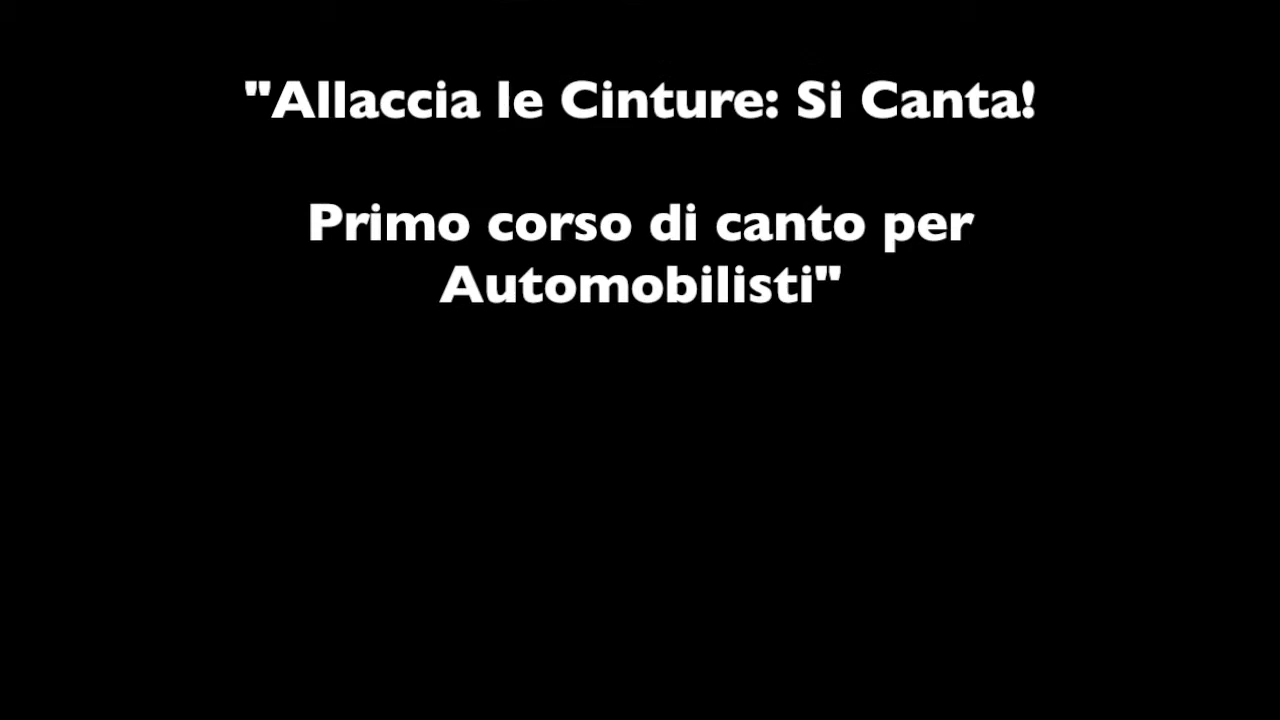 "Allaccia le Cinture: Si Canta!
Primo corso di canto per
Automobilisti"